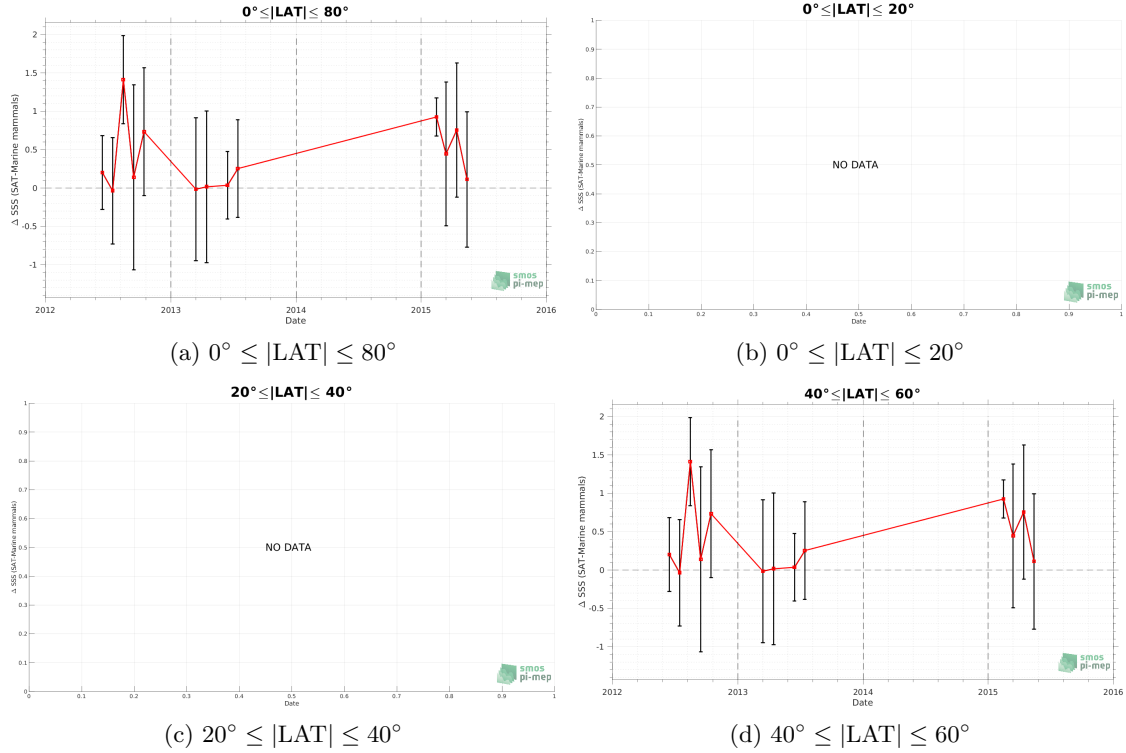 0°≤|LAT|≤ 80°
Δ SSS (SAT-Marine mammals)
2
1.5
1
0.5
0
-0.5
-1
2012
2013
2014
2015
2016
Date
smos
pi-mep
(a) 0° ≤ |LAT| ≤ 80°
0°≤|LAT|≤ 20°
Δ SSS (SAT-Marine mammals)
1
0.9
0.8
0.7
0.6
0.5
0.4
0.3
0.2
0.1
0
NO DATA
0
0.1
0.2
0.3
0.4
0.5
0.6
0.7
0.8
0.9
1
Date
smos
pi-mep
(b) 0° ≤ |LAT| ≤ 20°
20°≤|LAT|≤ 40°
Δ SSS (SAT-Marine mammals)
1
0.9
0.8
0.7
0.6
0.5
0.4
0.3
0.2
0.1
0
NO DATA
0
0.1
0.2
0.3
0.4
0.5
0.6
0.7
0.8
0.9
1
Date
smos
pi-mep
(c) 20° ≤ |LAT| ≤ 40°
40°≤|LAT|≤ 60°
Δ SSS (SAT-Marine mammals)
2
1.5
1
0.5
0
-0.5
-1
2012
2013
2014
2015
2016
Date
smos
pi-mep
(d) 40° ≤ |LAT| ≤ 60°